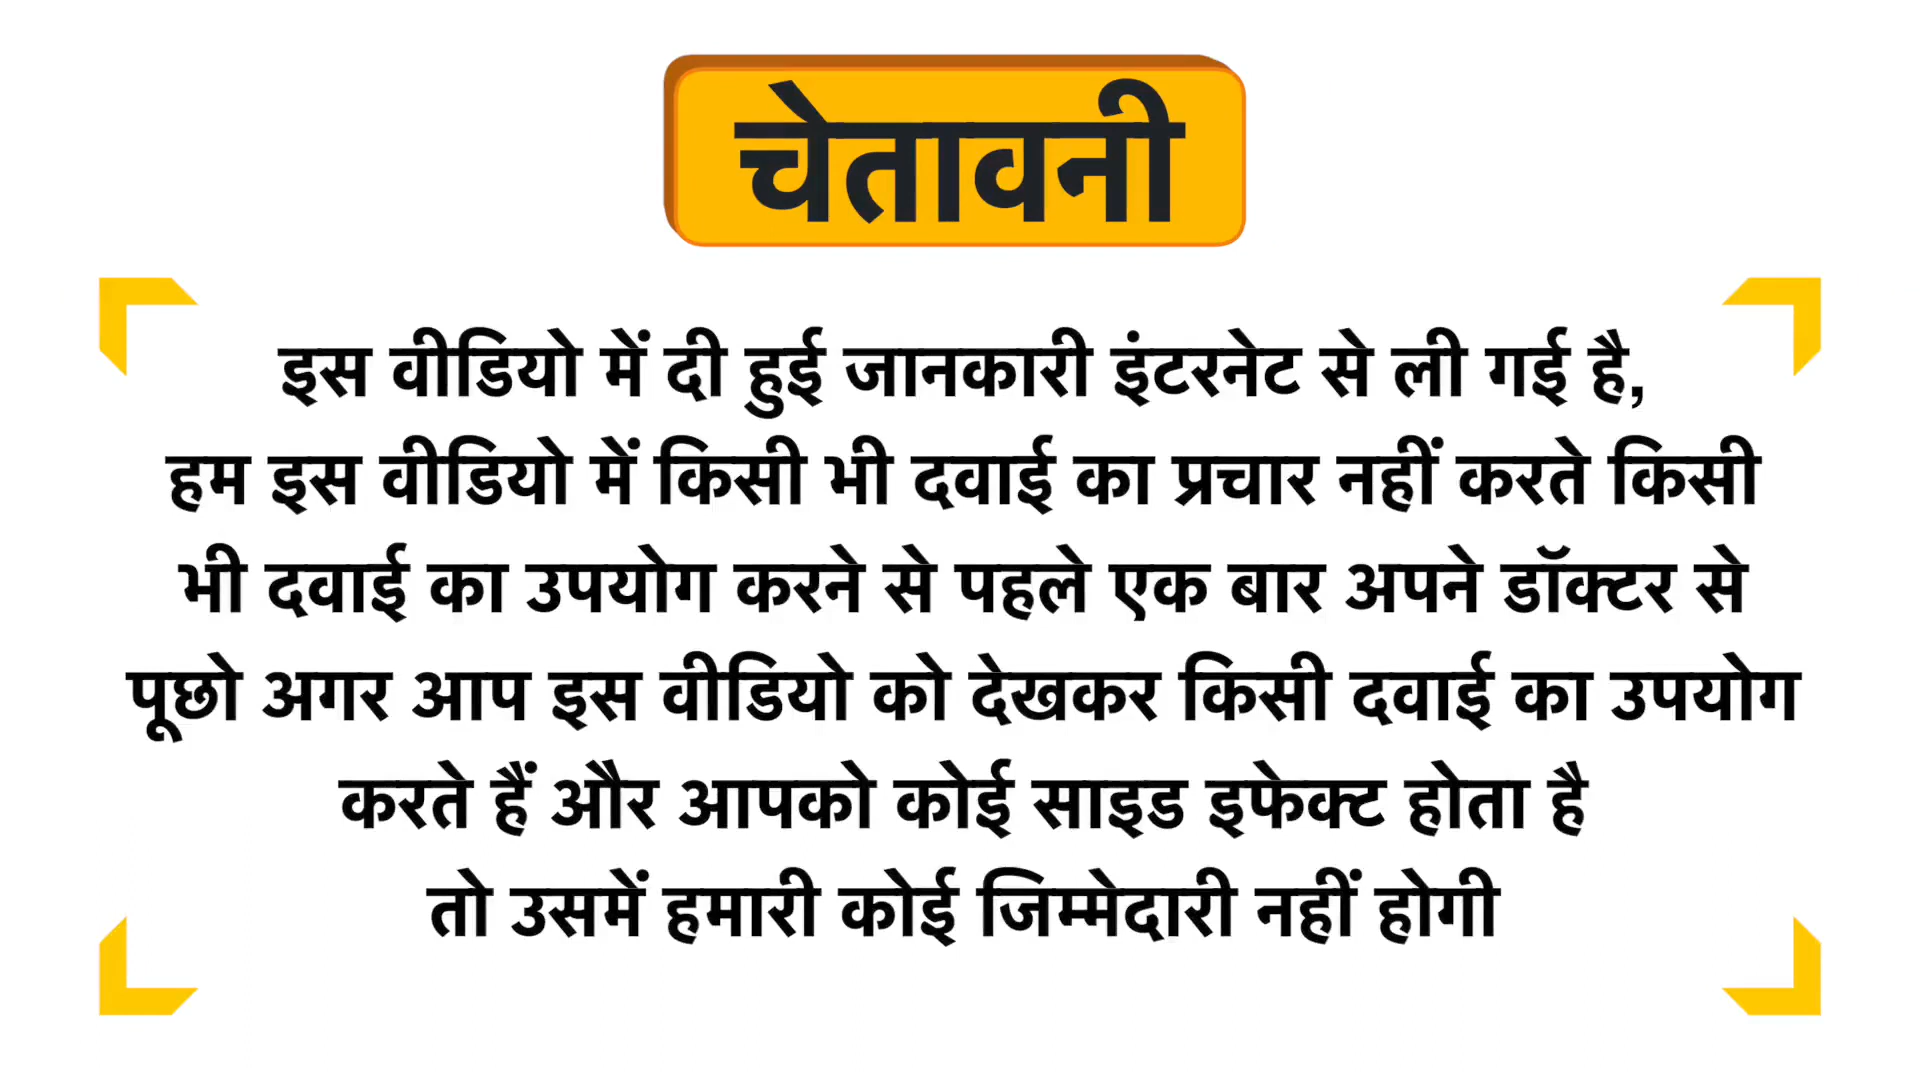 चेतावनी
इस वीडियो में दी हुई जानकारी इंटरनेट से ली गई है,
हम इस वीडियो में किसी भी दवाई का प्रचार नहीं करते किसी
भी दवाई का उपयोग करने से पहले एक बार अपने डॉक्टर से
पूछो अगर आप इस वीडियो को देखकर किसी दवाई का उपयोग
करते हैं और आपको कोई साइड इफेक्ट होता है
तो उसमें हमारी कोई जिम्मेदारी नहीं होगी